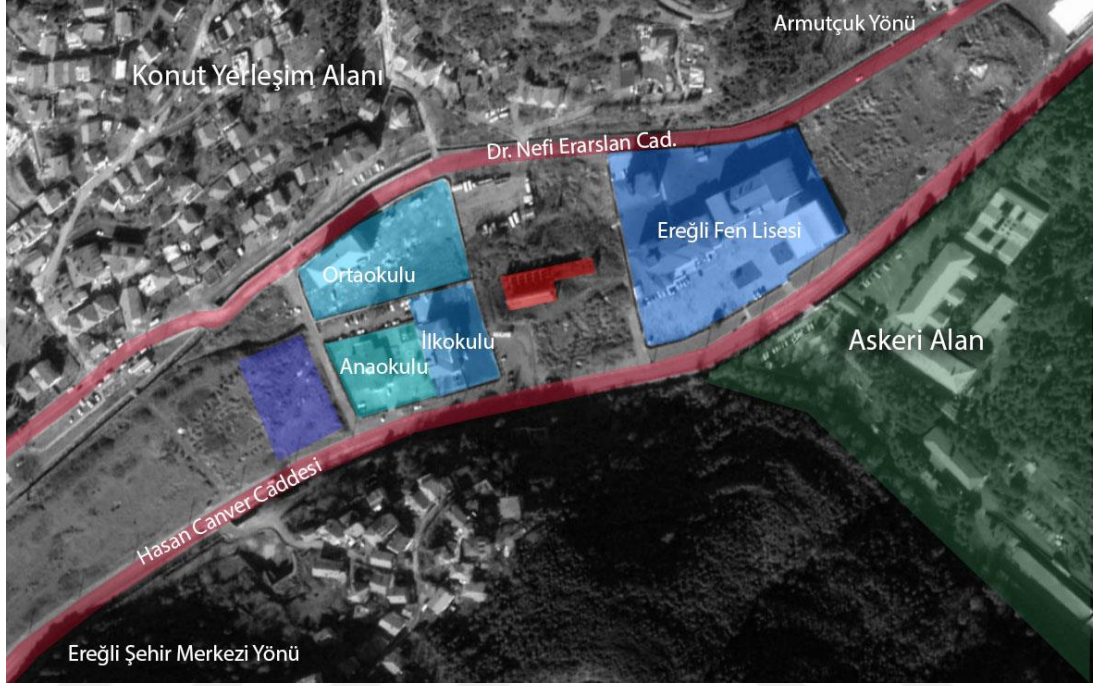 Armutçuk Yönü
Konut Yerleşim Alanı
Dr. Nefi Erarslan Cad.
Ereğli Fen Lisesi
Ortaokulu
İlkokulu
Anaokulu
Askeri Alan
Hasan Canver Caddesi
Ereğli Şehir Merkezi Yönü